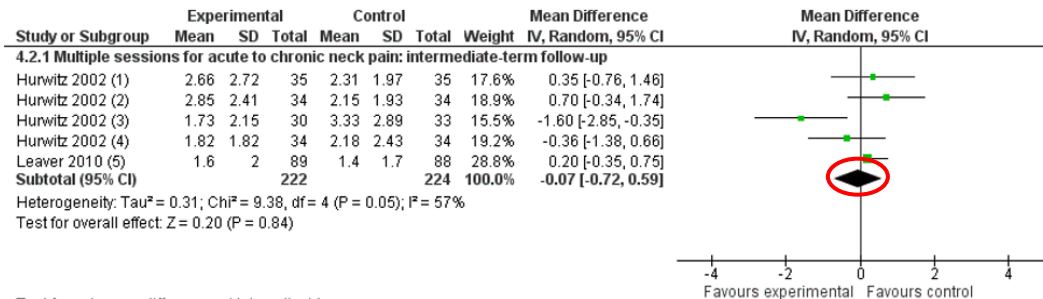 Experimental Control Mean Difference Mean Difference
Study or Subgroup Mean SD Total Mean SD Total Weight IV, Random, 95% CI IV, Random, 95% CI
4.2.1 Multiple sessions for acute to chronic neck pain: intermediate-term follow-up
Hurwitz 2002 (1) 2.66 2.72 35 2.31 1.97 35 17.6% 0.35 [-0.76, 1.46]
Hurwitz 2002 (2) 2.85 2.41 34 2.15 1.93 34 18.9% 0.70 [-0.34, 1.74]
Hurwitz 2002 (3) 1.73 2.15 30 3.33 2.89 33 15.5% -1.60 [-2.85, -0.35]
Hurwitz 2002 (4) 1.82 1.82 34 2.18 2.43 34 19.2% -0.36 [-1.38, 0.66]
Leaver 2010 (5) 1.6 2 89 1.4 1.7 88 28.8% 0.20 [-0.35, 0.75]
Subtotal (95% CI) 222 224 100.0% -0.07 [-0.72, 0.59]
Heterogeneity: Tau² = 0.31; Chi² = 9.38, df = 4 (P = 0.05); I² = 57%
Test for overall effect: Z = 0.20 (P = 0.84)
-4 -2 0 2 4
Favours experimental Favours control